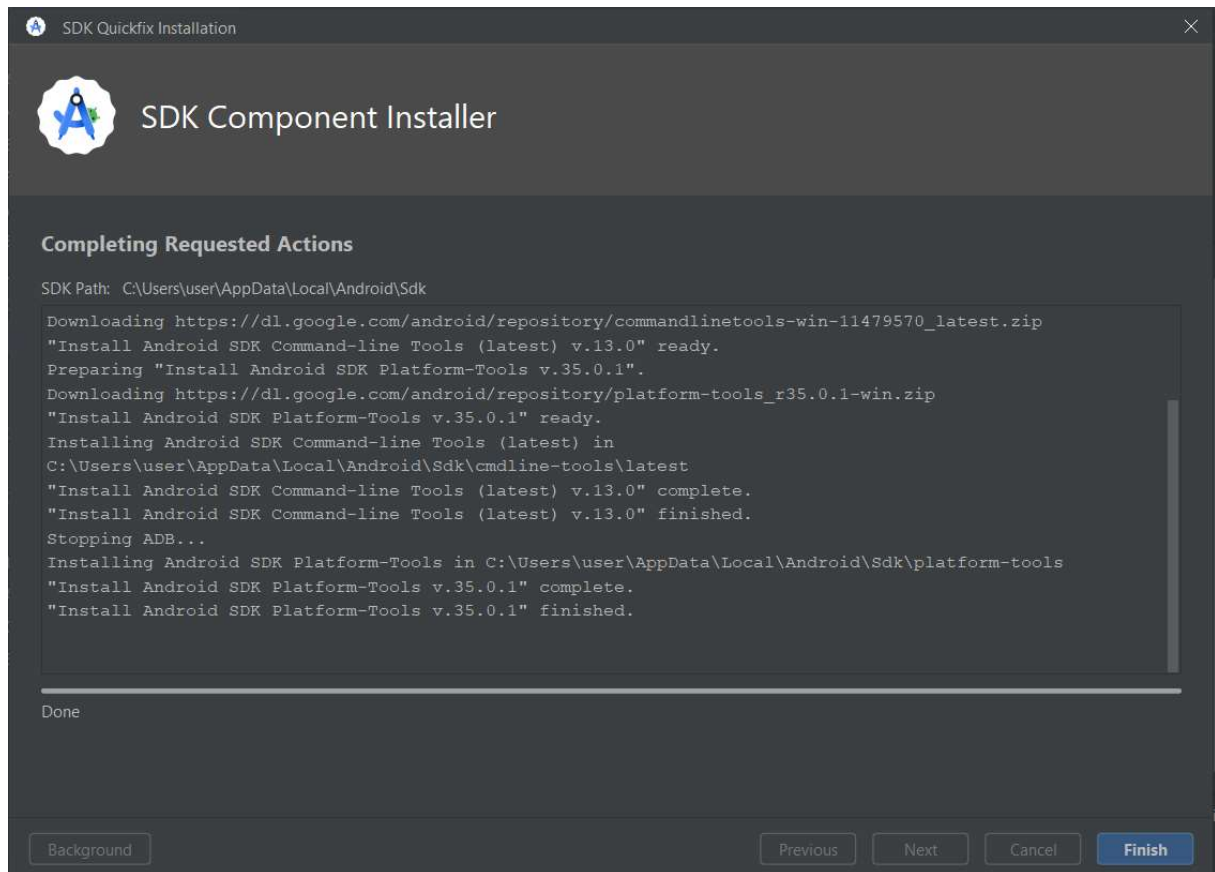 SDK Quickfix Installation
SDK Component Installer
Completing Requested Actions
SDK Path: C:\Users\user\AppData\Local\Android\Sdk
Downloading https://dl.google.com/android/repository/commandlinetools-win-11479570_latest.zip
"Install Android SDK Command-line Tools (latest) v.13.0" ready.
Preparing "Install Android SDK Platform-Tools v.35.0.1".
Downloading https://dl.google.com/android/repository/platform-tools_r35.0.1-win.zip
"Install Android SDK Platform-Tools v.35.0.1" ready.
Installing Android SDK Command-line Tools (latest) in
C:\Users\user\AppData\Local\Android\Sdk\cmdline-tools\latest
"Install Android SDK Command-line Tools (latest) v.13.0" complete.
"Install Android SDK Command-line Tools (latest) v.13.0" finished.
Stopping ADB...
Installing Android SDK Platform-Tools in C:\Users\user\AppData\Local\Android\Sdk\platform-tools
"Install Android SDK Platform-Tools v.35.0.1" complete.
"Install Android SDK Platform-Tools v.35.0.1" finished.
Done
Background Previous Next Cancel Finish